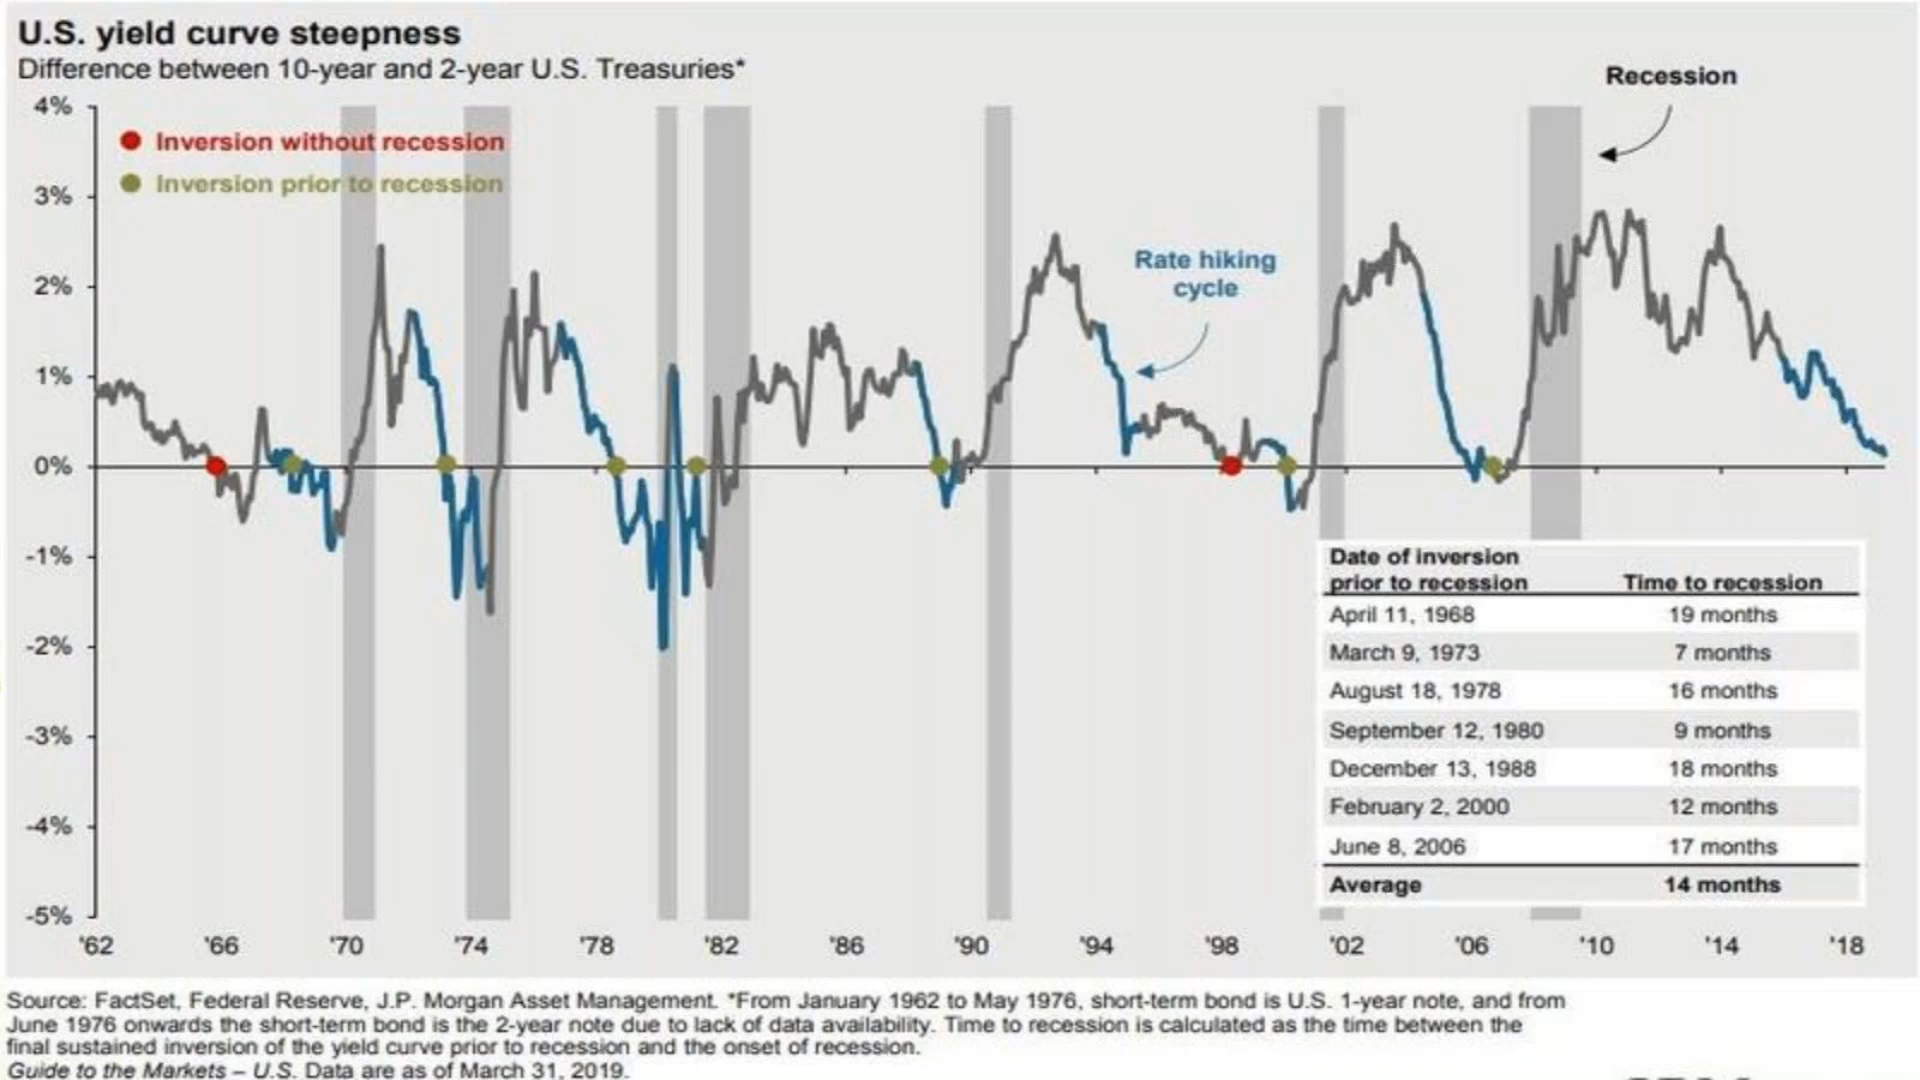 U.S. yield curve steepness
Difference between 10-year and 2-year U.S. Treasuries*
Recession
4%
Inversion without recession
Inversion prior to recession
3%
Rate hiking
cycle
2%
1%
0%
-1%
-2%
-3%
-4%
-5%
Date of inversion
prior to recession Time to recession
April 11, 1968 19 months
March 9, 1973 7 months
August 18, 1978 16 months
September 12, 1980 9 months
December 13, 1988 18 months
February 2, 2000 12 months
June 8, 2006 17 months
Average 14 months
'62 '66 '70 '74 '78 '82 '86 '90 '94 '98 '02 '06 '10 '14 '18
Source: FactSet, Federal Reserve, J.P. Morgan Asset Management. *From January 1962 to May 1976, short-term bond is U.S. 1-year note, and from
June 1976 onwards the short-term bond is the 2-year note due to lack of data availability. Time to recession is calculated as the time between the
final sustained inversion of the yield curve prior to recession and the onset of recession.
Guide to the Markets – U.S. Data are as of March 31, 2019.